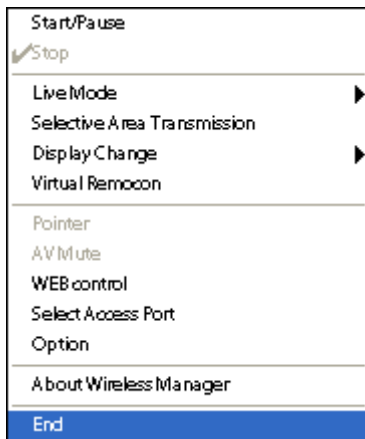 Start/Pause
Stop
Live Mode
Selective Area Transmission
Display Change
Virtual Remocon
Pointer
AV Mute
WEB control
Select Access Port
Option
About Wireless Manager
End